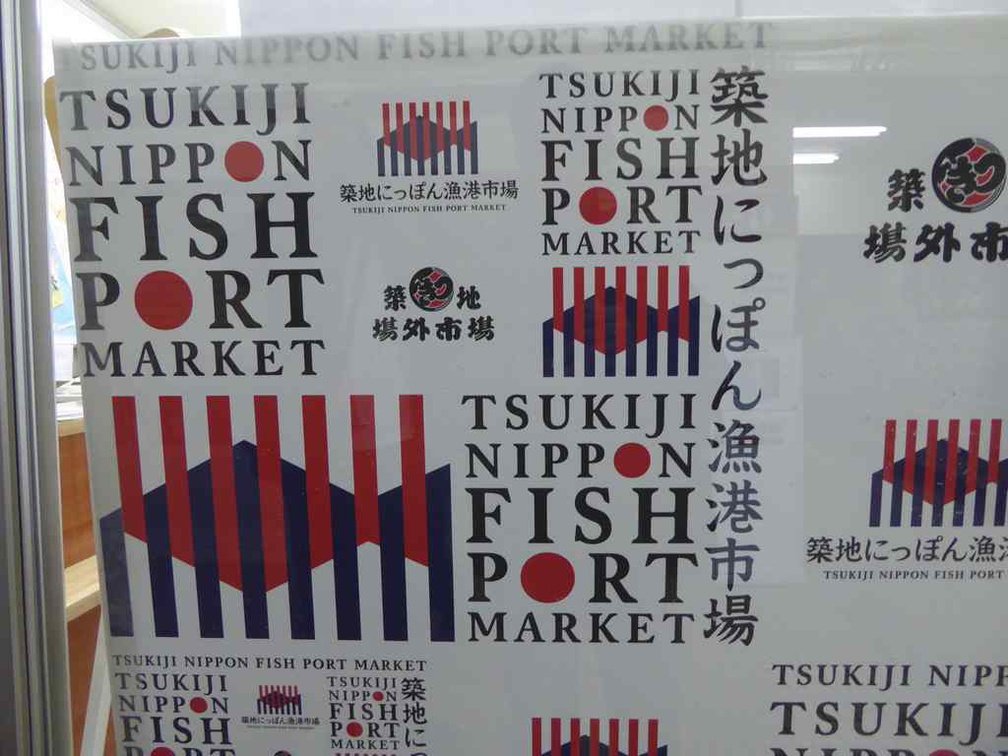 TSUKIJI NIPPON FISH PORT MARKET
TSUKIJI
NIPPON
FISH
PORT
MARKET
築地にっぽん漁港市場
TSUKIJI NIPPON FISH PORT MARKET
築地
場外市場
TSUKIJI
NIPPON
FISH
PORT
MARKET
築地にっぽん漁港市場
TSUKIJI
NIPPON
FISH
PORT
MARKET
築
場外市
築地にっぽん漁
TSUKIJI NIPPON FISH PORT
TSUKIJI NIPPON FISH PORT MARKET
TSUKIJI
NIPPON
FISH
PORT
築地にっぽん漁港市場
TSUKIJI
NIPPON
FISH
PORT
MARKET
築地に
TSUKIJI NIPP
TSUKIJ